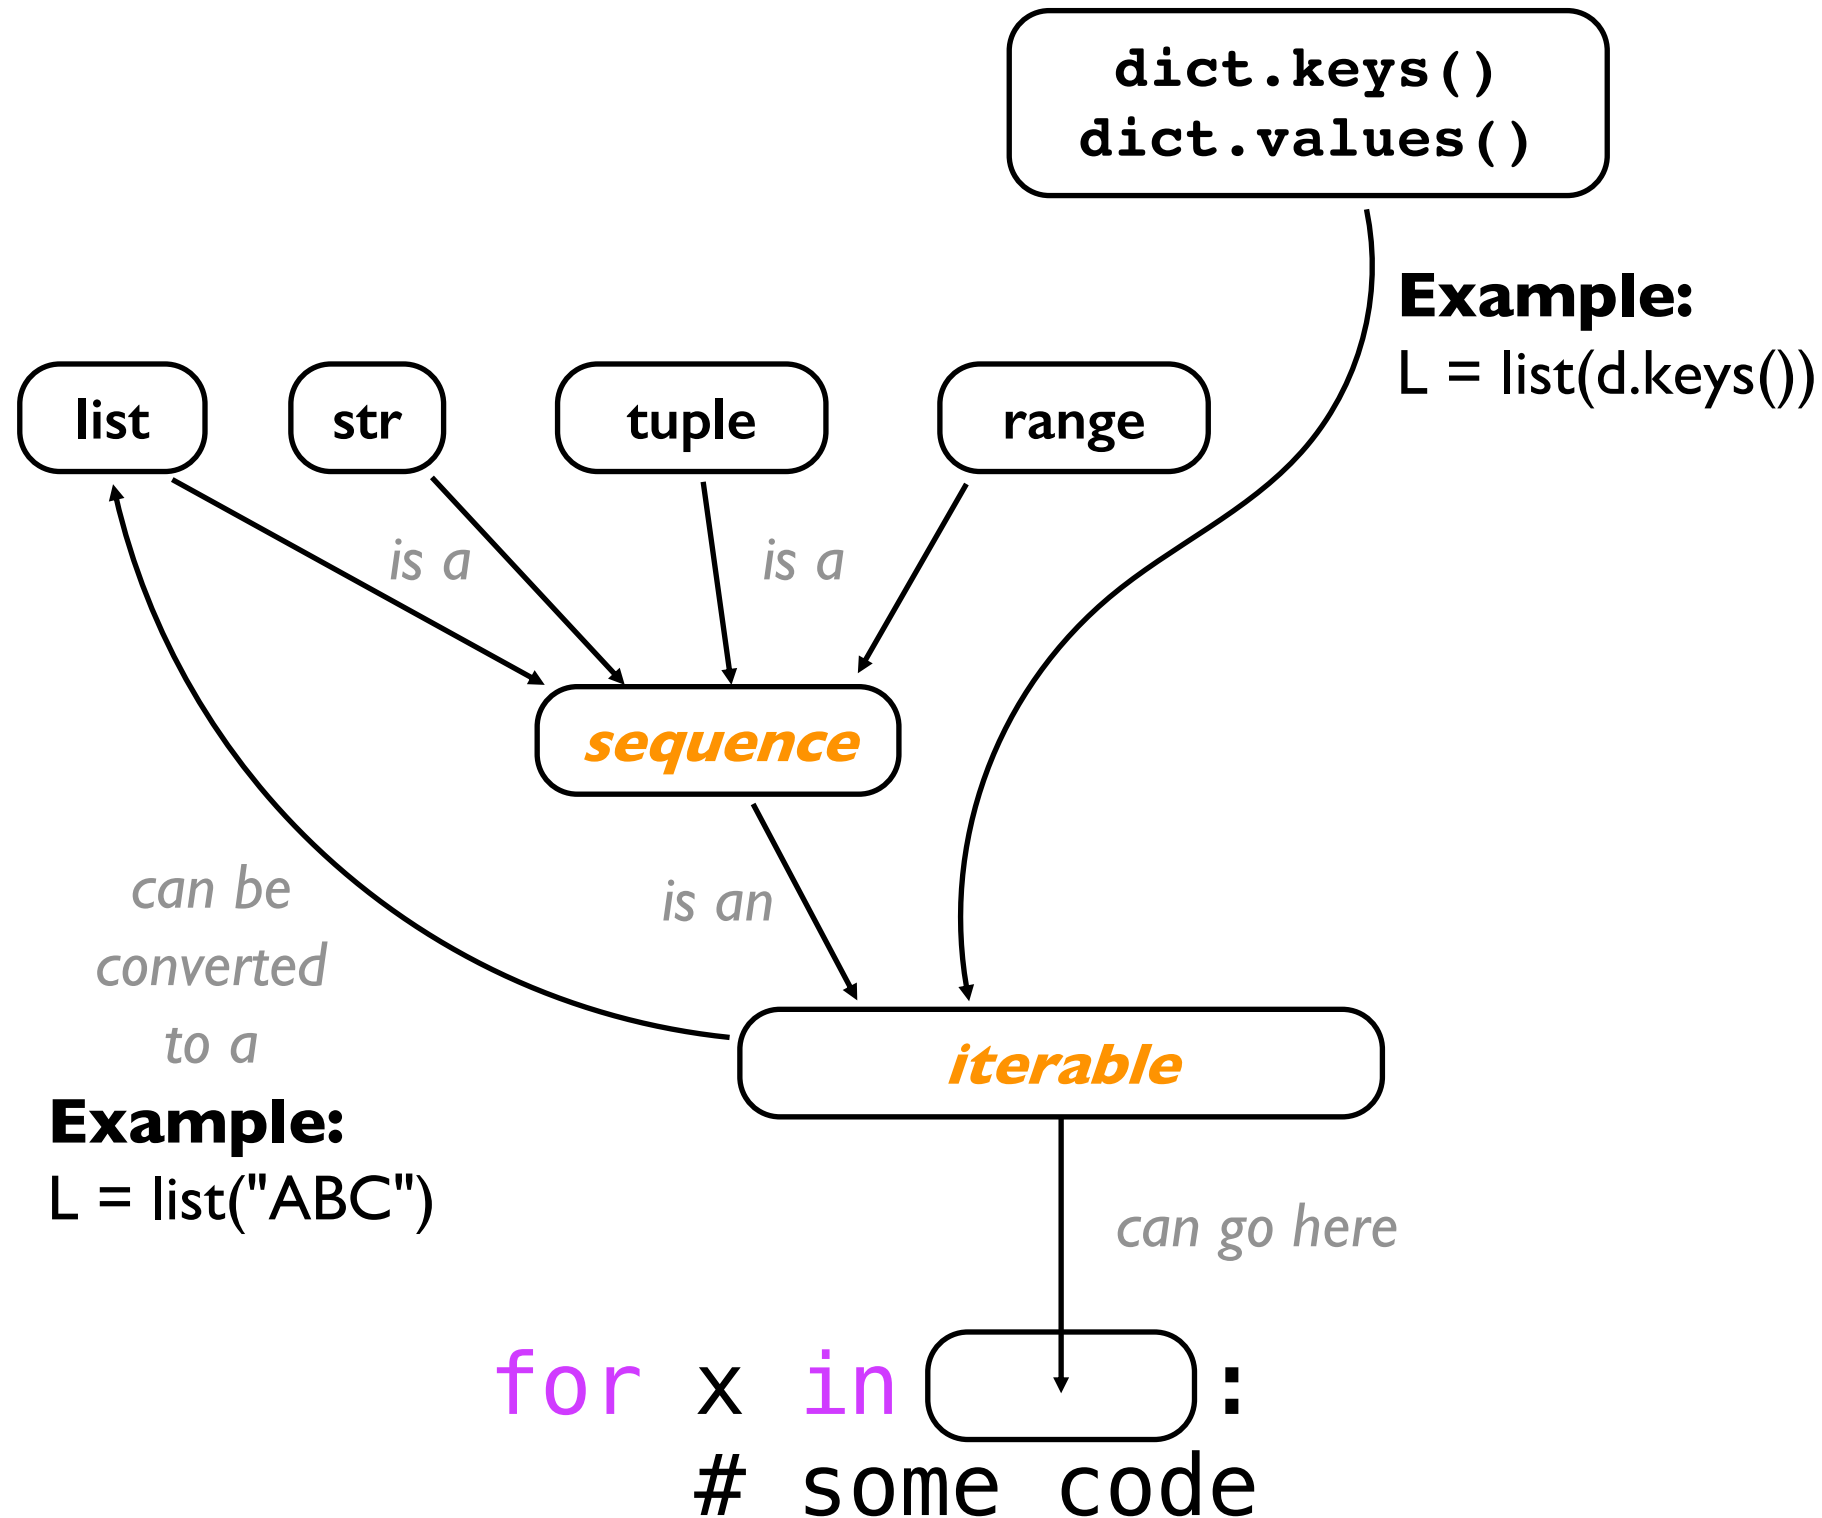 dict.keys()
dict.values()
Example:
L = list(d.keys())
list
str
tuple
range
is a
is a
sequence
can be
converted
to a
is an
iterable
Example:
L = list("ABC")
can go here
for x in :
# some code